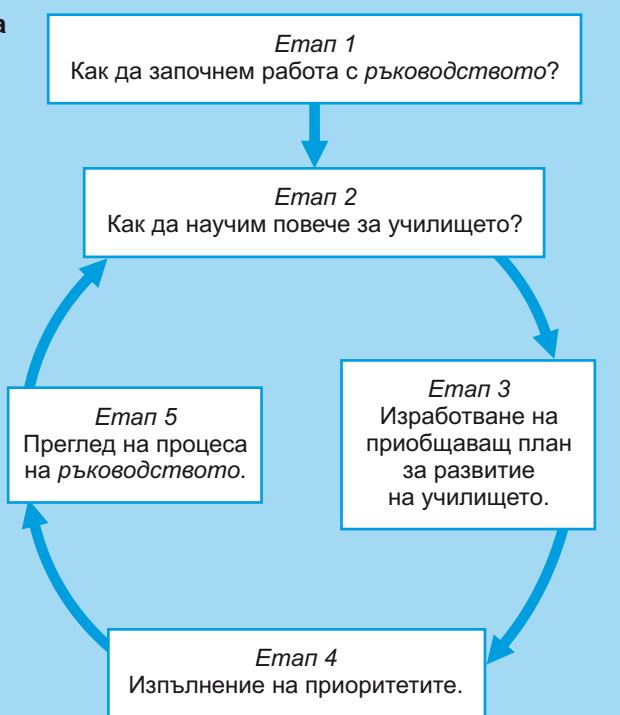 а
Етап 1
Как да започнем работа с ръководството?
Етап 2
Как да научим повече за училището?
Етап 3
Изработване на
приобщаващ план
за развитие
на училището.
Етап 5
Преглед на процеса
на ръководството.
Етап 4
Изпълнение на приоритетите.